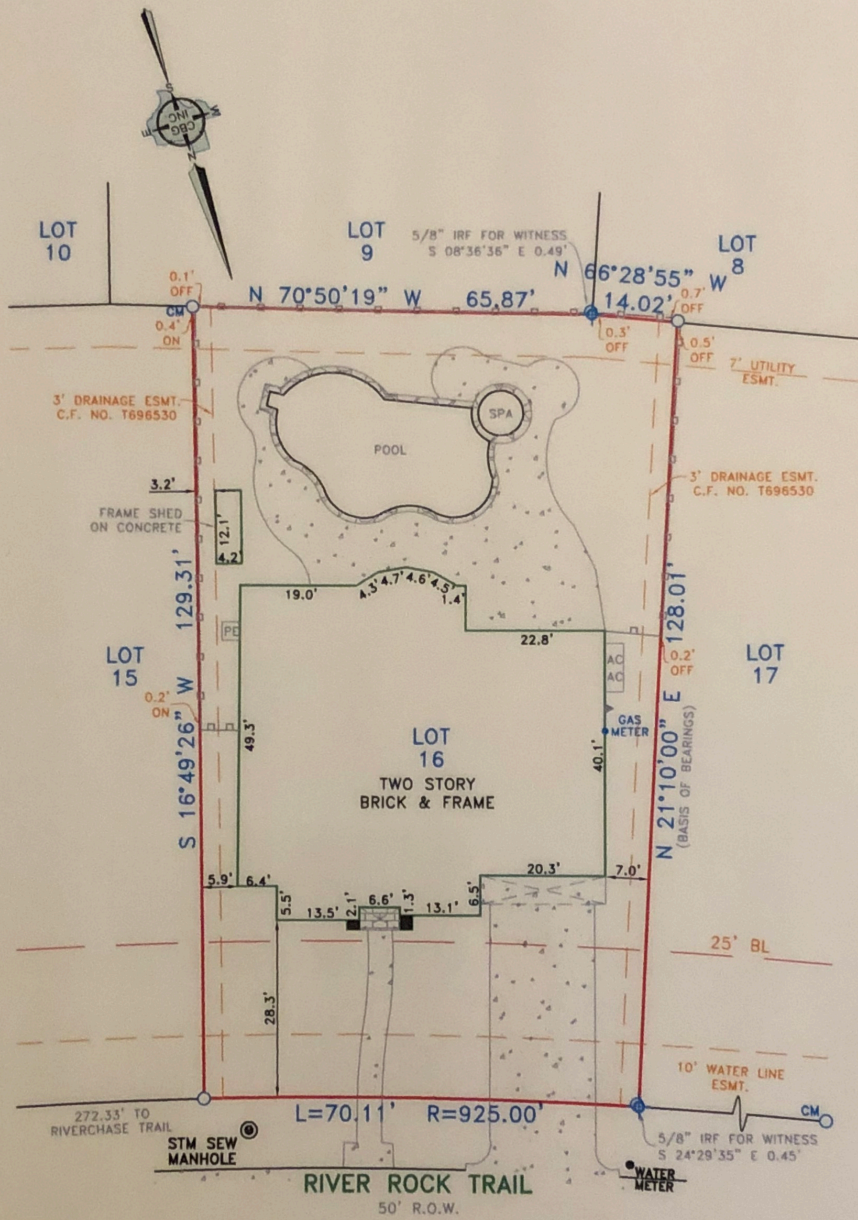 S
W
CBG
INC
E
N
LOT
10
LOT
9
5/8" IRF FOR WITNESS
S 08°36'36" E 0.49'
LOT
8
N 66°28'55" W
14.02'
0.1'
OFF
CM
0.4'
ON
N 70°50'19" W 65.87'
0.7'
OFF
0.3'
OFF
0.5'
OFF
7' UTILITY
ESMT.
3' DRAINAGE ESMT.
C.F. NO. T696530
SPA
POOL
3' DRAINAGE ESMT.
C.F. NO. T696530
3.2'
FRAME SHED
ON CONCRETE
12.1'
4.2'
19.0'
4.3'
4.7'
4.6'
4.5'
1.4'
22.8'
129.31'
S 16°49'26" W
128.01'
N 21°10'00" E
(BASIS OF BEARINGS)
PE
AC
AC
0.2'
OFF
LOT
15
LOT
17
0.2'
ON
GAS
METER
49.3'
40.1'
LOT
16
TWO STORY
BRICK & FRAME
5.9'
6.4'
5.5'
13.5'
2.1'
6.6'
1.3'
13.1'
6.5'
20.3'
7.0'
25' BL
28.3'
10' WATER LINE
ESMT.
272.33' TO
RIVERCHASE TRAIL
L=70.11' R=925.00'
CM
STM SEW
MANHOLE
5/8" IRF FOR WITNESS
S 24°29'35" E 0.45'
WATER
METER
RIVER ROCK TRAIL
50' R.O.W.